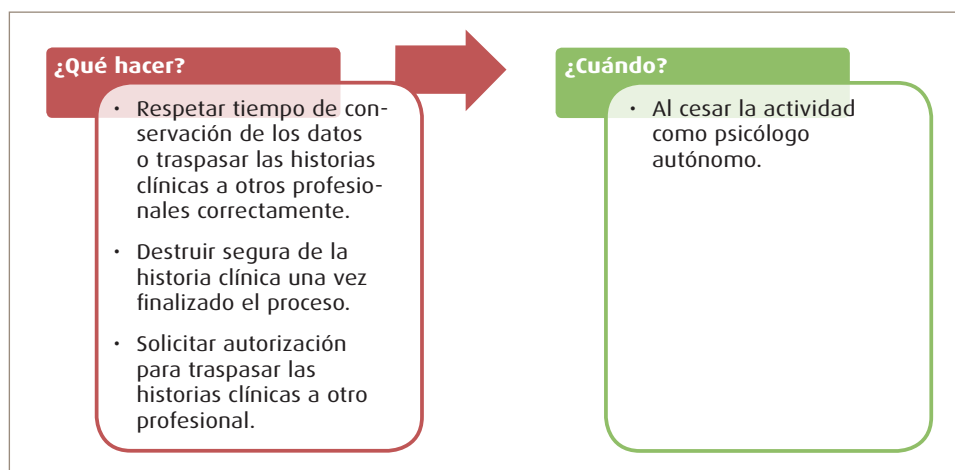 ¿Qué hacer?
· Respetar tiempo de con-
servación de los datos
o traspasar las historias
clínicas a otros profesio-
nales correctamente.
· Destruir segura de la
historia clínica una vez
finalizado el proceso.
· Solicitar autorización
para traspasar las
historias clínicas a otro
profesional.
¿Cuándo?
· Al cesar la actividad
como psicólogo
autónomo.